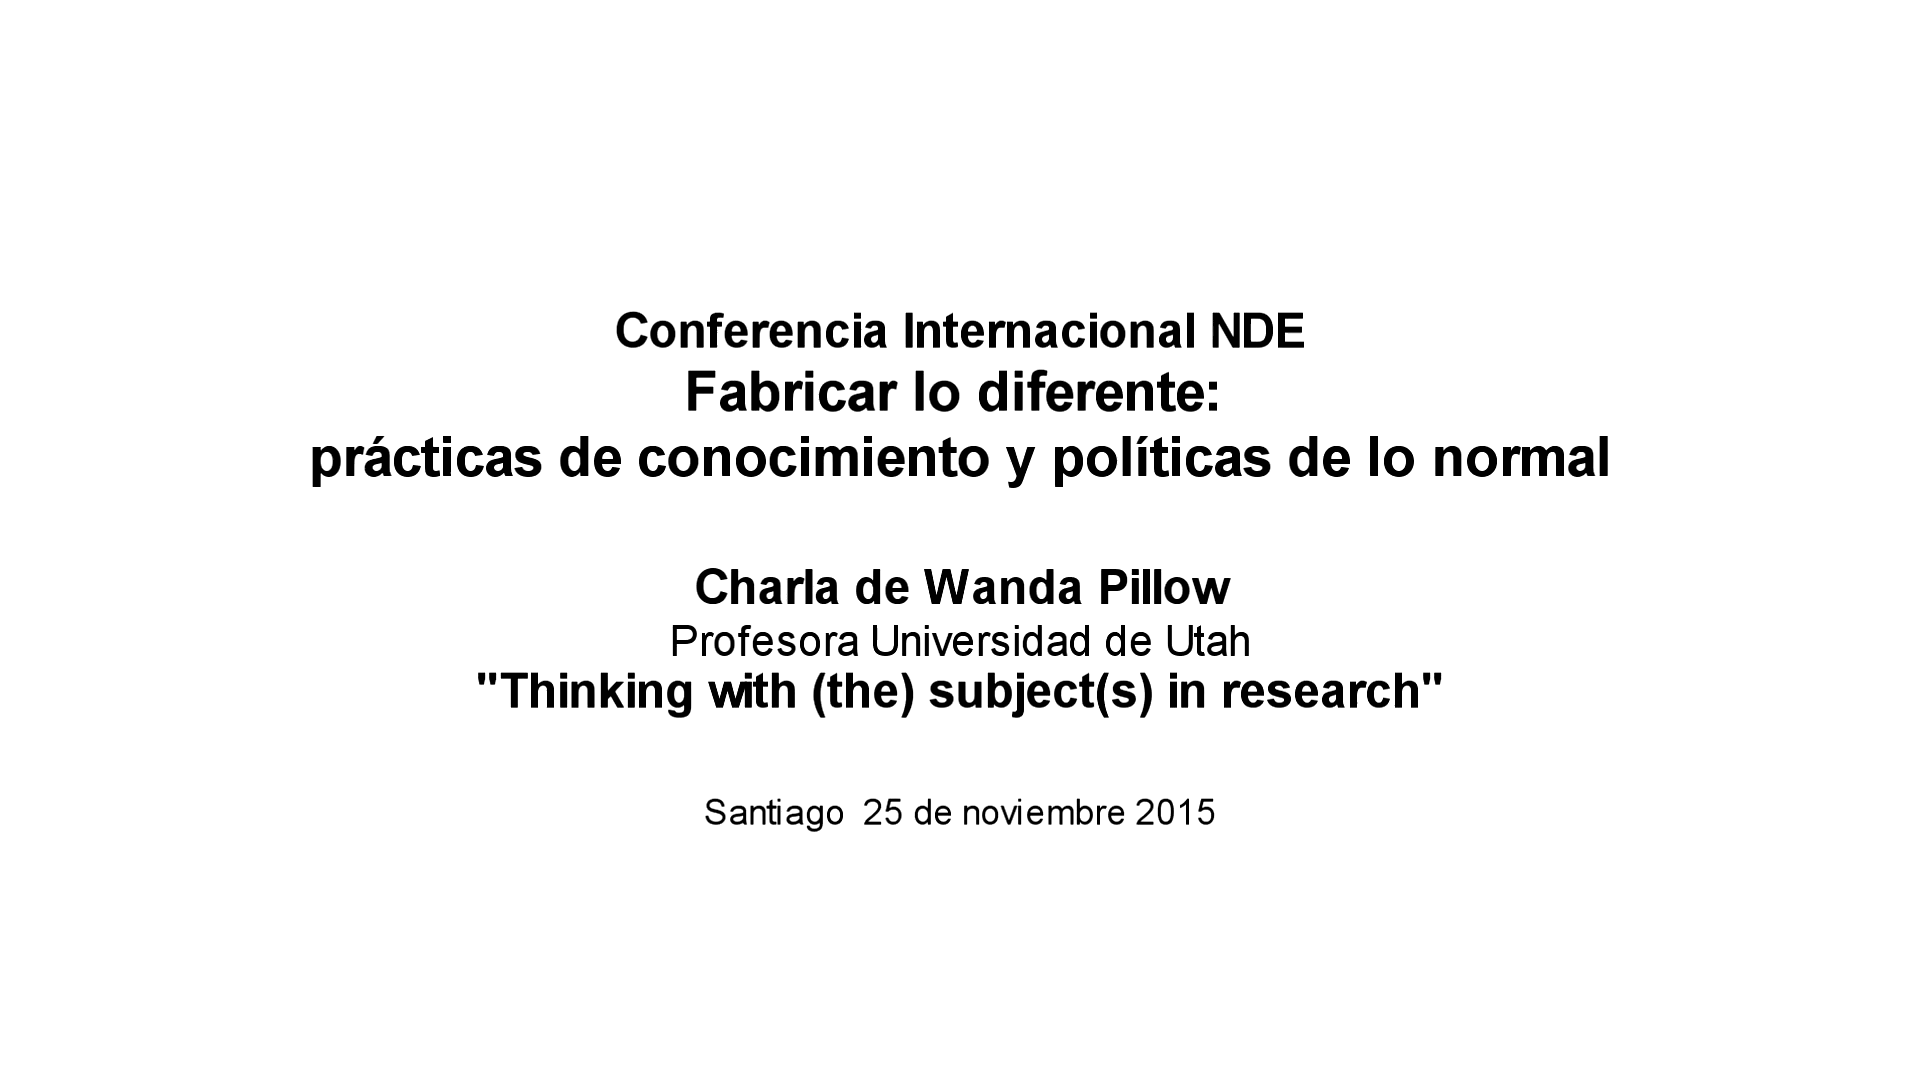 Conferencia Internacional NDE
Fabricar lo diferente:
prácticas de conocimiento y políticas de lo normal
Charla de Wanda Pillow
Profesora Universidad de Utah
"Thinking with (the) subject(s) in research"
Santiago  25 de noviembre 2015